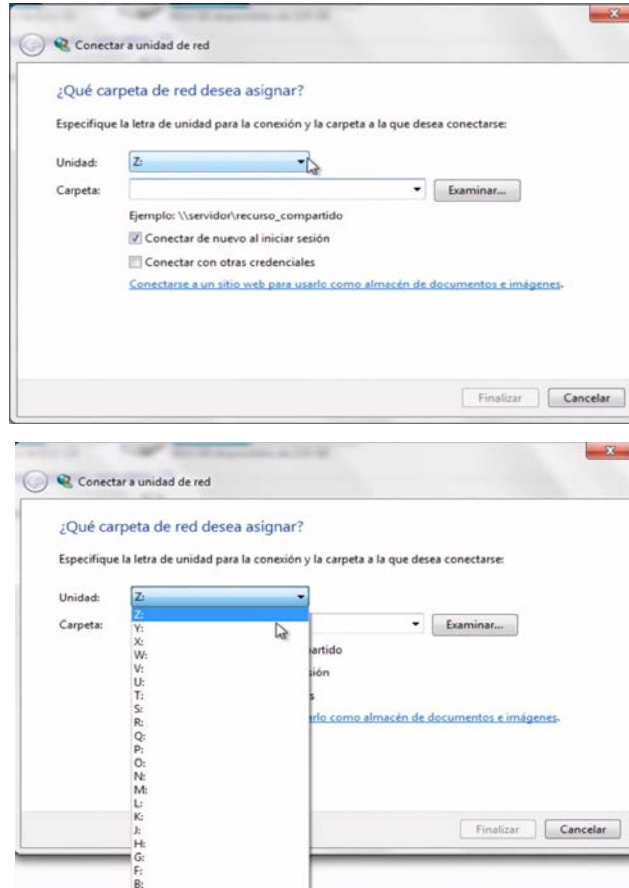 Conectar a unidad de red
¿Qué carpeta de red desea asignar?
Especifique la letra de unidad para la conexión y la carpeta a la que desea conectarse:
Unidad: Z:
Carpeta: Examinar...
Ejemplo: \\servidor\recurso_compartido
Conectar de nuevo al iniciar sesión
Conectar con otras credenciales
Conectarse a un sitio web para usarlo como almacén de documentos e imágenes.
Finalizar Cancelar
Conectar a unidad de red
¿Qué carpeta de red desea asignar?
Especifique la letra de unidad para la conexión y la carpeta a la que desea conectarse:
Unidad: Z:
Z:
Carpeta: Y: Examinar...
X:
W: artido
V: sión
U:
T: s
S:
R: rlo como almacén de documentos e imágenes.
Q:
P:
O:
N:
M:
L:
K:
J: Finalizar Cancelar
H:
G:
F:
B: